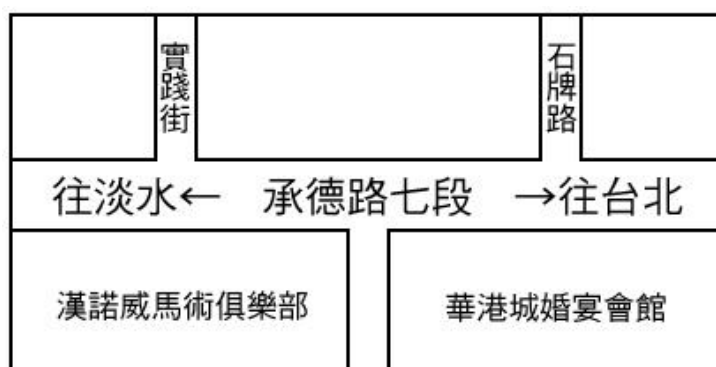 實踐街
石牌路
往淡水← 承德路七段 →往台北
漢諾威馬術俱樂部
華港城婚宴會館